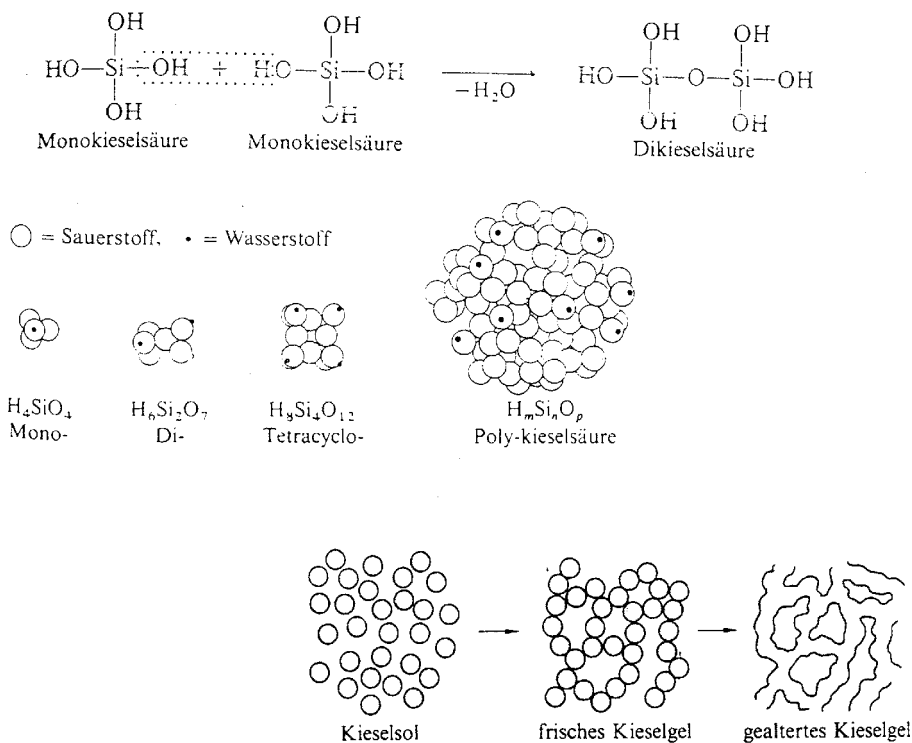 OH OH OH OH
HO—Si—OH + HO—Si—OH —H₂O HO—Si—O—Si—OH
OH OH OH OH
Monokieselsäure Monokieselsäure Dikieselsäure
= Sauerstoff, • = Wasserstoff
H₄SiO₄ H₆Si₂O₇ H₈Si₄O₁₂ HₘSiₙOₚ
Mono- Di- Tetracyclo- Poly-kieselsäure
Kieselsol frisches Kieselgel gealtertes Kieselgel